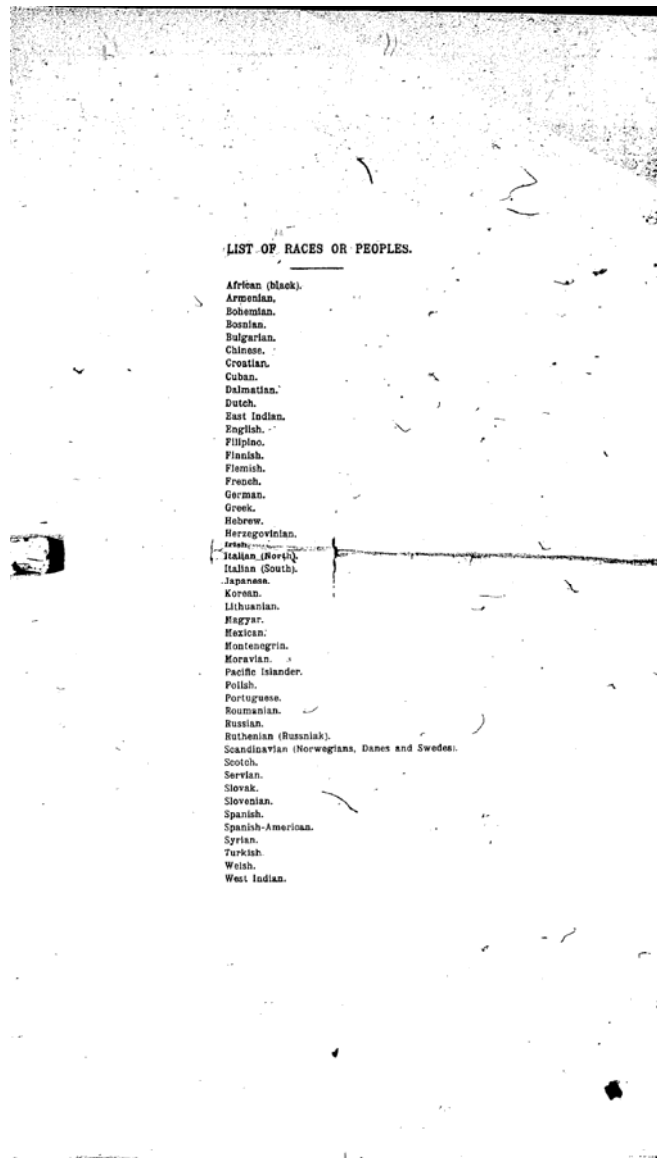 LIST OF RACES OR PEOPLES.
African (black).
Armenian.
Bohemian.
Bosnian.
Bulgarian.
Chinese.
Croatian.
Cuban.
Dalmatian.
Dutch.
East Indian.
English.
Filipino.
Finnish.
Flemish.
French.
German.
Greek.
Hebrew.
Herzegovinian.
Irish.
Italian (North).
Italian (South).
Japanese.
Korean.
Lithuanian.
Magyar.
Mexican.
Montenegrin.
Moravian.
Pacific Islander.
Polish.
Portuguese.
Roumanian.
Russian.
Ruthenian (Russniak).
Scandinavian (Norwegians, Danes and Swedes).
Scotch.
Servian.
Slovak.
Slovenian.
Spanish.
Spanish-American.
Syrian.
Turkish.
Welsh.
West Indian.